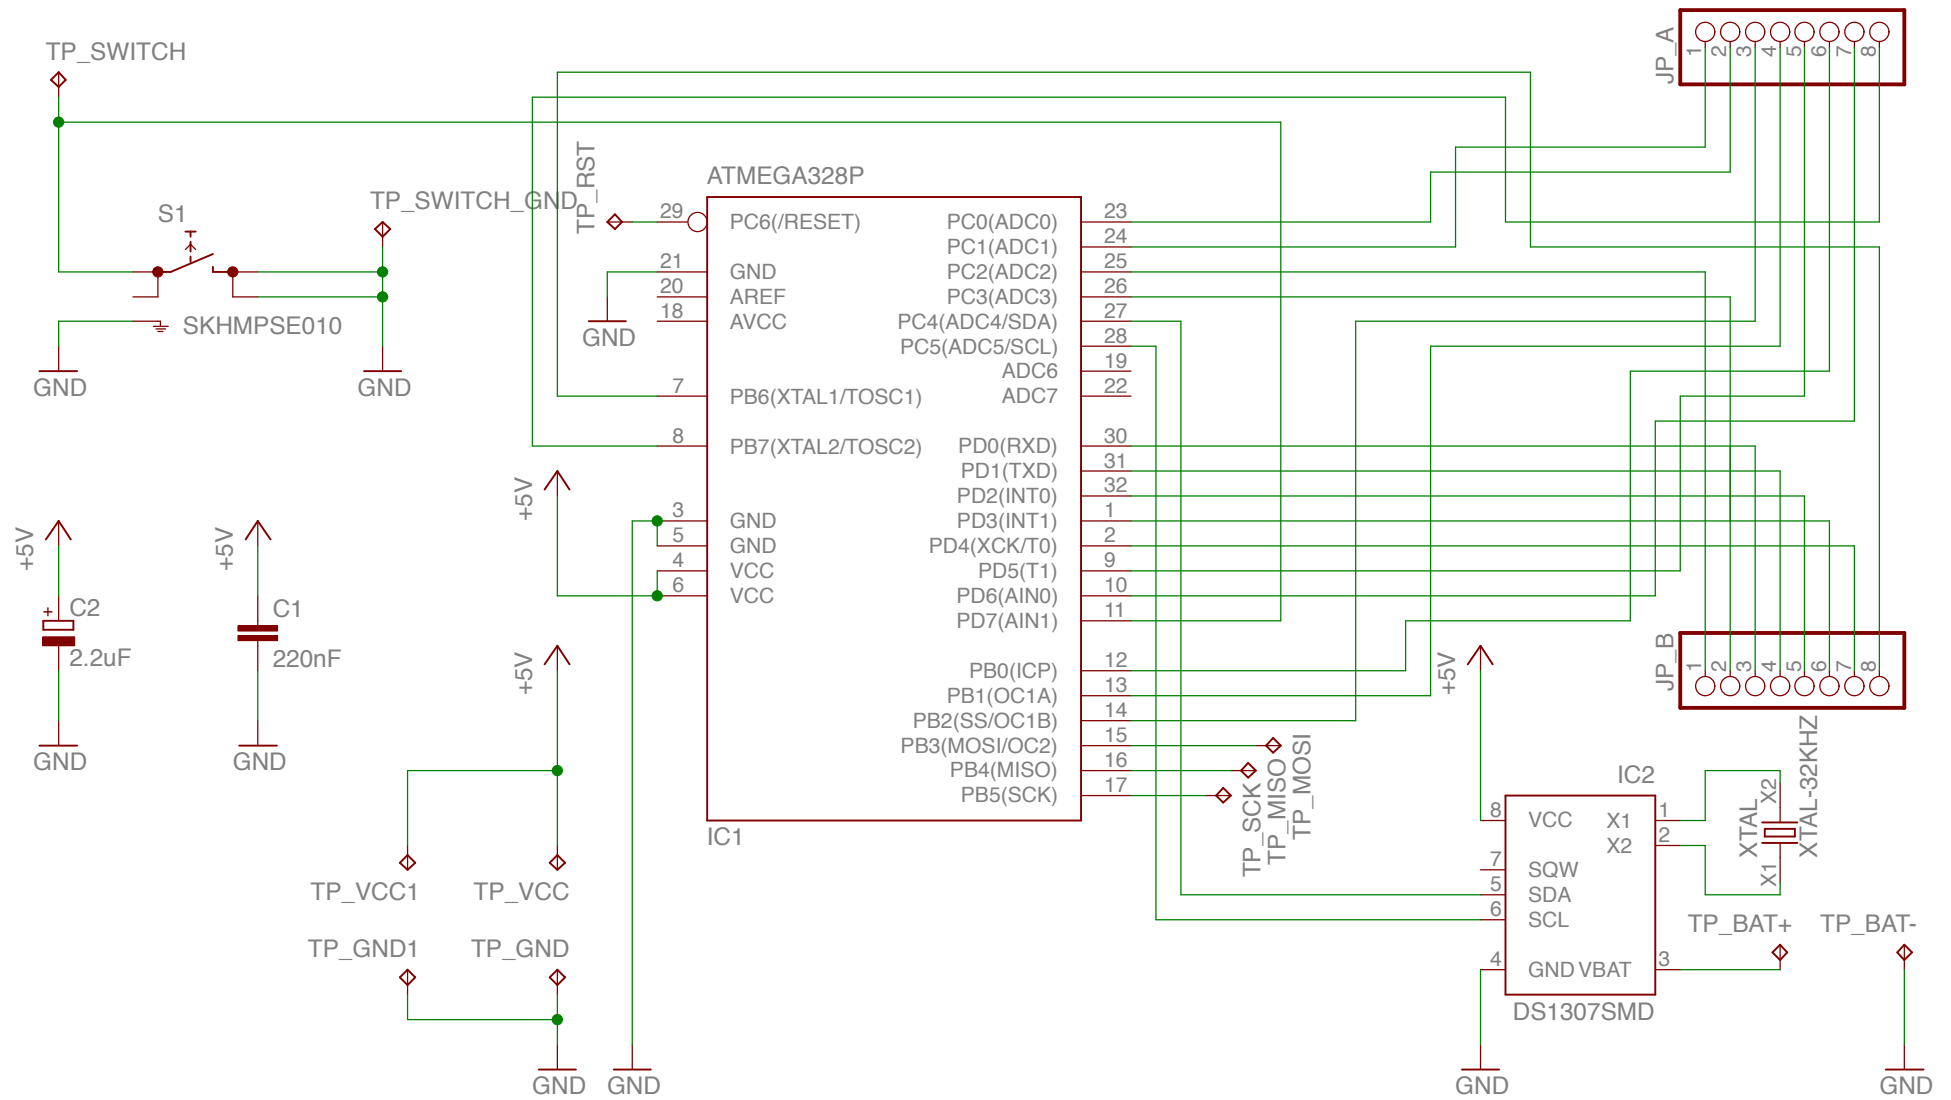 TP_SWITCH
S1
SKHMPSE010
GND
TP_SWITCH_GND
GND
+5V
C2
+
2.2uF
GND
+5V
C1
220nF
GND
TP_RST
GND
+5V
+5V
TP_VCC1
TP_VCC
TP_GND1
TP_GND
GND
GND
ATMEGA328P
29 PC6(/RESET)
21 GND
20 AREF
18 AVCC
7 PB6(XTAL1/TOSC1)
8 PB7(XTAL2/TOSC2)
3 GND
5 GND
4 VCC
6 VCC
PC0(ADC0) 23
PC1(ADC1) 24
PC2(ADC2) 25
PC3(ADC3) 26
PC4(ADC4/SDA) 27
PC5(ADC5/SCL) 28
ADC6 19
ADC7 22
PD0(RXD) 30
PD1(TXD) 31
PD2(INT0) 32
PD3(INT1) 1
PD4(XCK/T0) 2
PD5(T1) 9
PD6(AIN0) 10
PD7(AIN1) 11
PB0(ICP) 12
PB1(OC1A) 13
PB2(SS/OC1B) 14
PB3(MOSI/OC2) 15
PB4(MISO) 16
PB5(SCK) 17
IC1
TP_SCK
TP_MISO
TP_MOSI
JP_A
1 2 3 4 5 6 7 8
JP_B
1 2 3 4 5 6 7 8
+5V
IC2
8 VCC
7 SQW
5 SDA
6 SCL
4 GND
X1 1
X2 2
VBAT 3
DS1307SMD
GND
XTAL
X2
X1
XTAL-32KHZ
TP_BAT+
TP_BAT-
GND